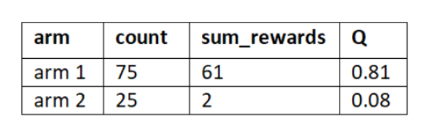 arm count sum_rewards Q
arm 1 75 61 0.81
arm 2 25 2 0.08